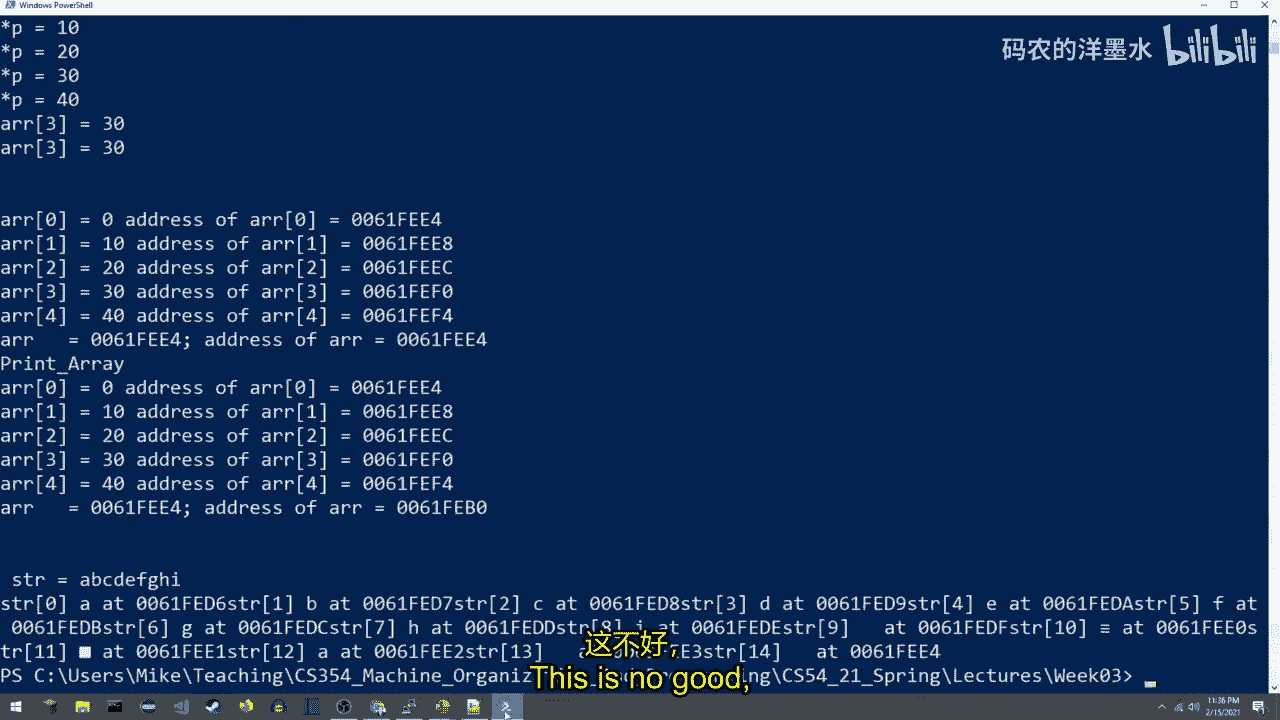 Windows PowerShell
码农的洋墨水 bilibili
*p = 10
*p = 20
*p = 30
*p = 40
arr[3] = 30
arr[3] = 30
arr[0] = 0 address of arr[0] = 0061FEE4
arr[1] = 10 address of arr[1] = 0061FEE8
arr[2] = 20 address of arr[2] = 0061FEEC
arr[3] = 30 address of arr[3] = 0061FEF0
arr[4] = 40 address of arr[4] = 0061FEF4
arr   = 0061FEE4; address of arr = 0061FEE4
Print_Array
arr[0] = 0 address of arr[0] = 0061FEE4
arr[1] = 10 address of arr[1] = 0061FEE8
arr[2] = 20 address of arr[2] = 0061FEEC
arr[3] = 30 address of arr[3] = 0061FEF0
arr[4] = 40 address of arr[4] = 0061FEF4
arr   = 0061FEE4; address of arr = 0061FEB0
str = abcdefghi
str[0] a at 0061FED6str[1] b at 0061FED7str[2] c at 0061FED8str[3] d at 0061FED9str[4] e at 0061FEDAstr[5] f at
0061FEDBstr[6] g at 0061FEDCstr[7] h at 0061FEDDstr[8] i at 0061FEDEstr[9]   at 0061FEDFstr[10] ≡ at 0061FEE0s
tr[11] ■ at 0061FEE1str[12] a at 0061FEE2str[13]   at 0061FEE3str[14]   at 0061FEE4
PS C:\Users\Mike\Teaching\CS354_Machine_Organiz ing\CS54_21_Spring\Lectures\Week03>
这不好,
This is no good,
11:36 PM
2/15/2021